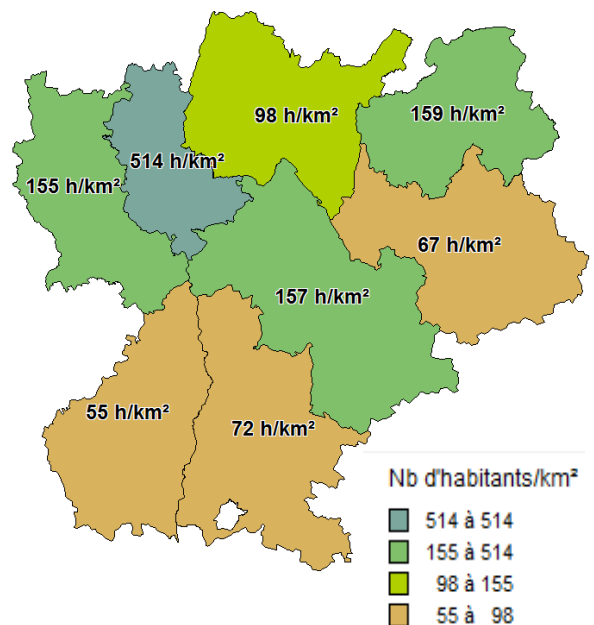 98 h/km²
159 h/km²
514 h/km²
155 h/km²
67 h/km²
157 h/km²
55 h/km²
72 h/km²
Nb d'habitants/km²
514 à 514
155 à 514
98 à 155
55 à 98